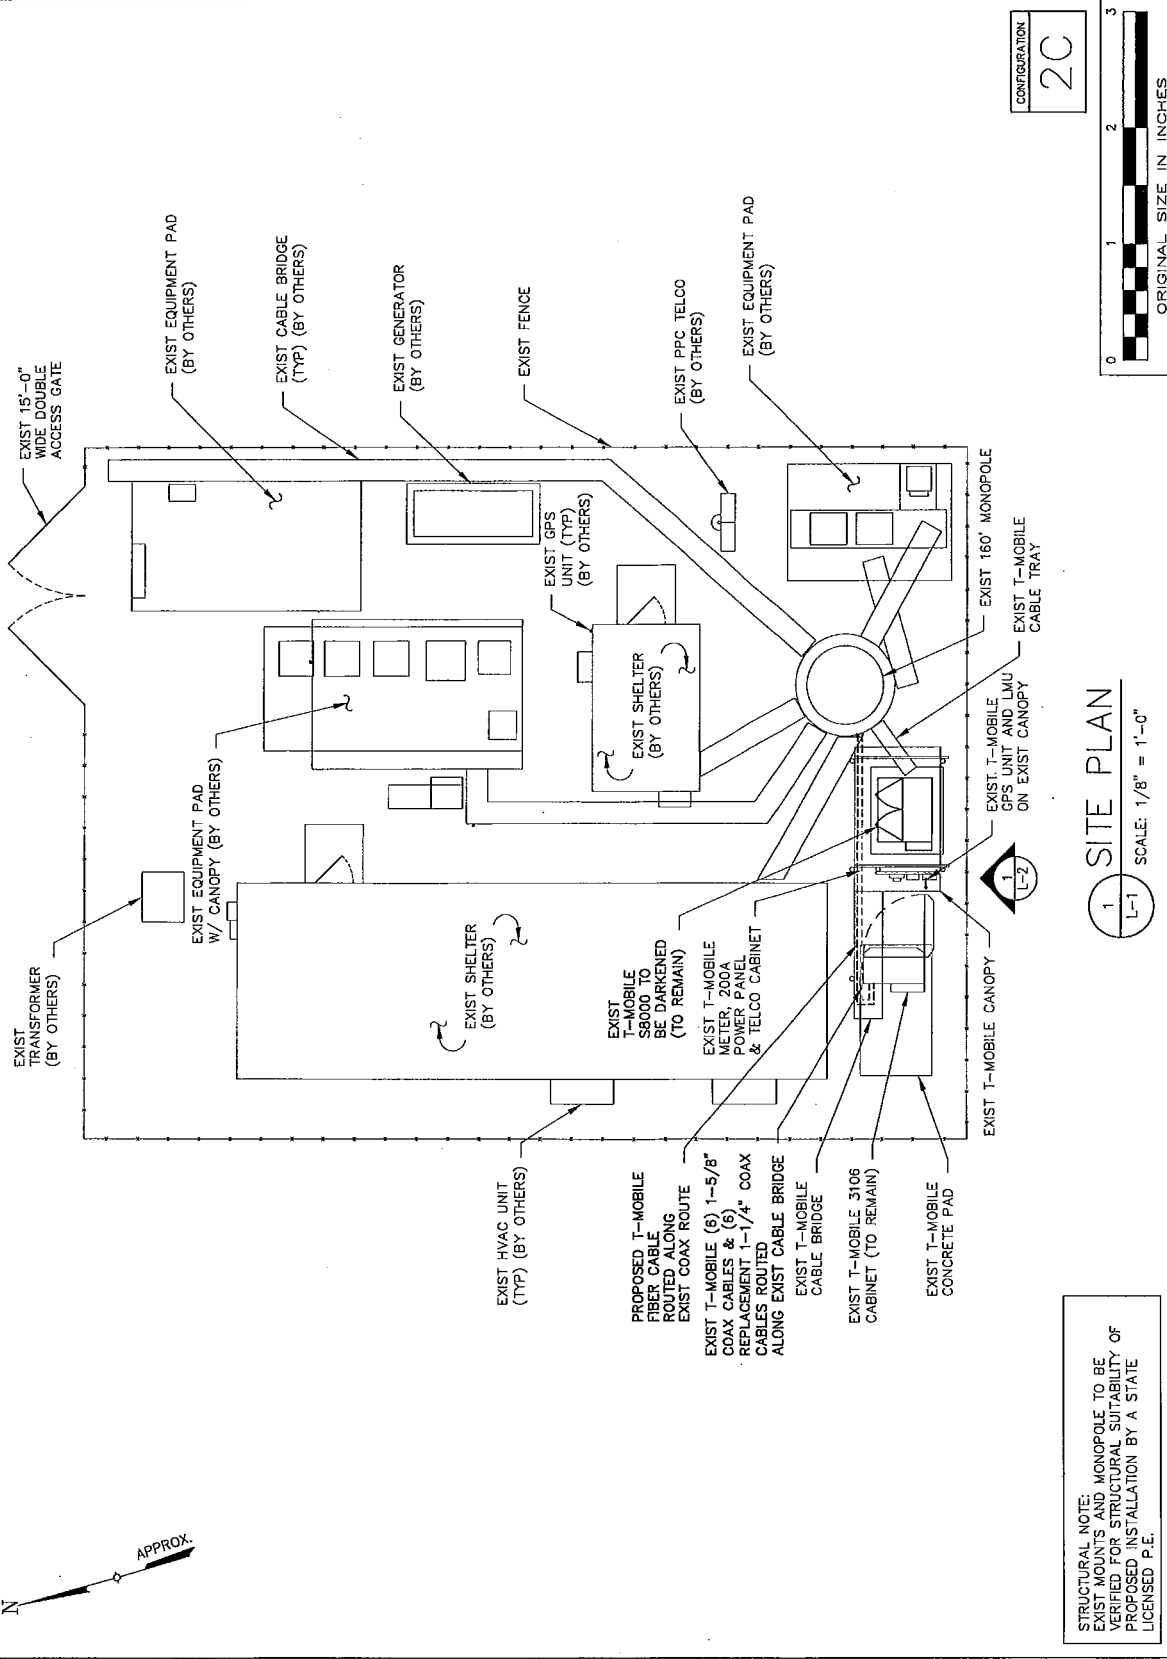 N
APPROX.
EXIST
TRANSFORMER
(BY OTHERS)
EXIST 15'-0"
WIDE DOUBLE
ACCESS GATE
EXIST EQUIPMENT PAD
(BY OTHERS)
EXIST CABLE BRIDGE
(TYP) (BY OTHERS)
EXIST GENERATOR
(BY OTHERS)
EXIST FENCE
EXIST PPC TELCO
(BY OTHERS)
EXIST EQUIPMENT PAD
(BY OTHERS)
EXIST EQUIPMENT PAD
W/ CANOPY (BY OTHERS)
EXIST GPS
UNIT (TYP)
(BY OTHERS)
EXIST SHELTER
(BY OTHERS)
EXIST SHELTER
(BY OTHERS)
EXIST
T-MOBILE
S8000 TO
BE DARKENED
(TO REMAIN)
EXIST T-MOBILE
METER, 200A
POWER PANEL
& TELCO CABINET
EXIST HVAC UNIT
(TYP) (BY OTHERS)
PROPOSED T-MOBILE
FIBER CABLE
ROUTED ALONG
EXIST COAX ROUTE
EXIST T-MOBILE (6) 1-5/8"
COAX CABLES & (6)
REPLACEMENT 1-1/4" COAX
CABLES ROUTED
ALONG EXIST CABLE BRIDGE
EXIST T-MOBILE
CABLE BRIDGE
EXIST T-MOBILE 3106
CABINET (TO REMAIN)
EXIST T-MOBILE
CONCRETE PAD
EXIST T-MOBILE CANOPY
EXIST. T-MOBILE
GPS UNIT AND LMU
ON EXIST CANOPY
EXIST T-MOBILE
CABLE TRAY
EXIST 160' MONOPOLE
1
L-2
1
L-1
SITE PLAN
SCALE: 1/8" = 1'-0"
STRUCTURAL NOTE:
EXIST MOUNTS AND MONOPOLE TO BE
VERIFIED FOR STRUCTURAL SUITABILITY OF
PROPOSED INSTALLATION BY A STATE
LICENSED P.E.
CONFIGURATION
2C
0 1 2 3
ORIGINAL SIZE IN INCHES